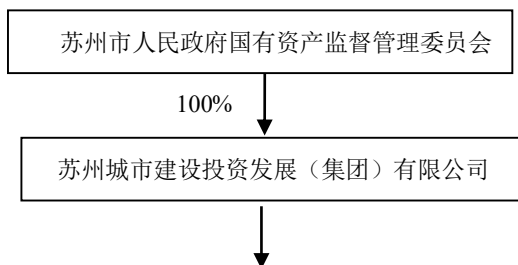 苏州市人民政府国有资产监督管理委员会
100%
苏州城市建设投资发展（集团）有限公司